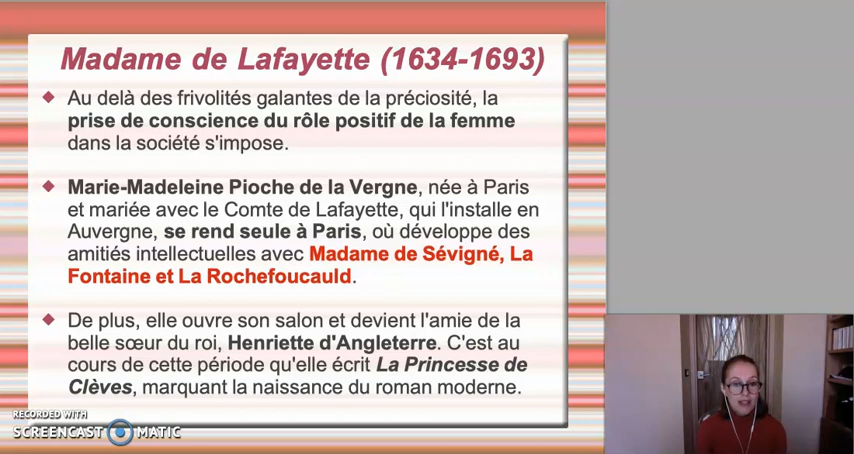 Madame de Lafayette (1634-1693)
Au delà des frivolités galantes de la préciosité, la
prise de conscience du rôle positif de la femme
dans la société s'impose.
Marie-Madeleine Pioche de la Vergne, née à Paris
et mariée avec le Comte de Lafayette, qui l'installe en
Auvergne, se rend seule à Paris, où développe des
amitiés intellectuelles avec Madame de Sévigné, La
Fontaine et La Rochefoucauld.
De plus, elle ouvre son salon et devient l'amie de la
belle sœur du roi, Henriette d'Angleterre. C'est au
cours de cette période qu'elle écrit La Princesse de
Clèves, marquant la naissance du roman moderne.
RECORDED WITH
SCREENCAST MATIC